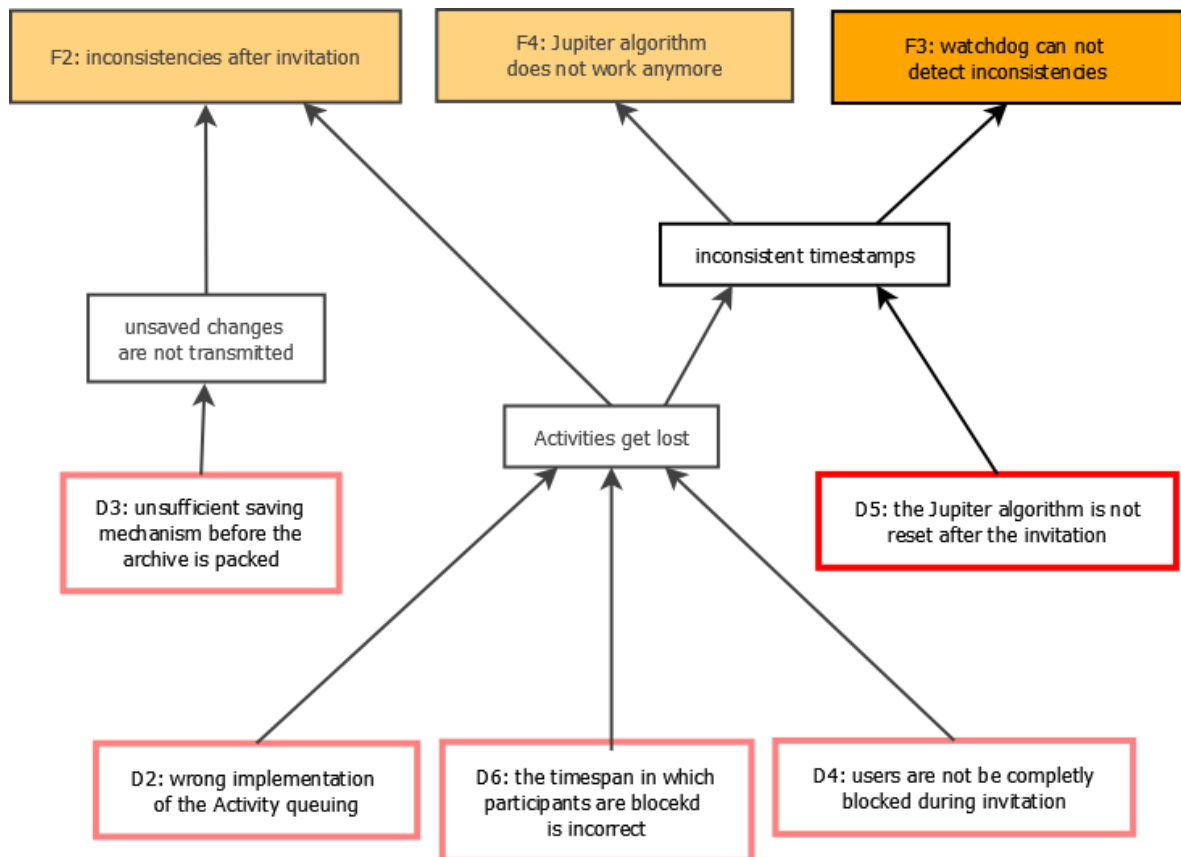 F2: inconsistencies after invitation
F4: Jupiter algorithm
does not work anymore
F3: watchdog can not
detect inconsistencies
inconsistent timestamps
unsaved changes
are not transmitted
Activities get lost
D3: unsufficient saving
mechanism before the
archive is packed
D5: the Jupiter algorithm is not
reset after the invitation
D2: wrong implementation
of the Activity queuing
D6: the timespan in which
participants are blocekd
is incorrect
D4: users are not be completly
blocked during invitation